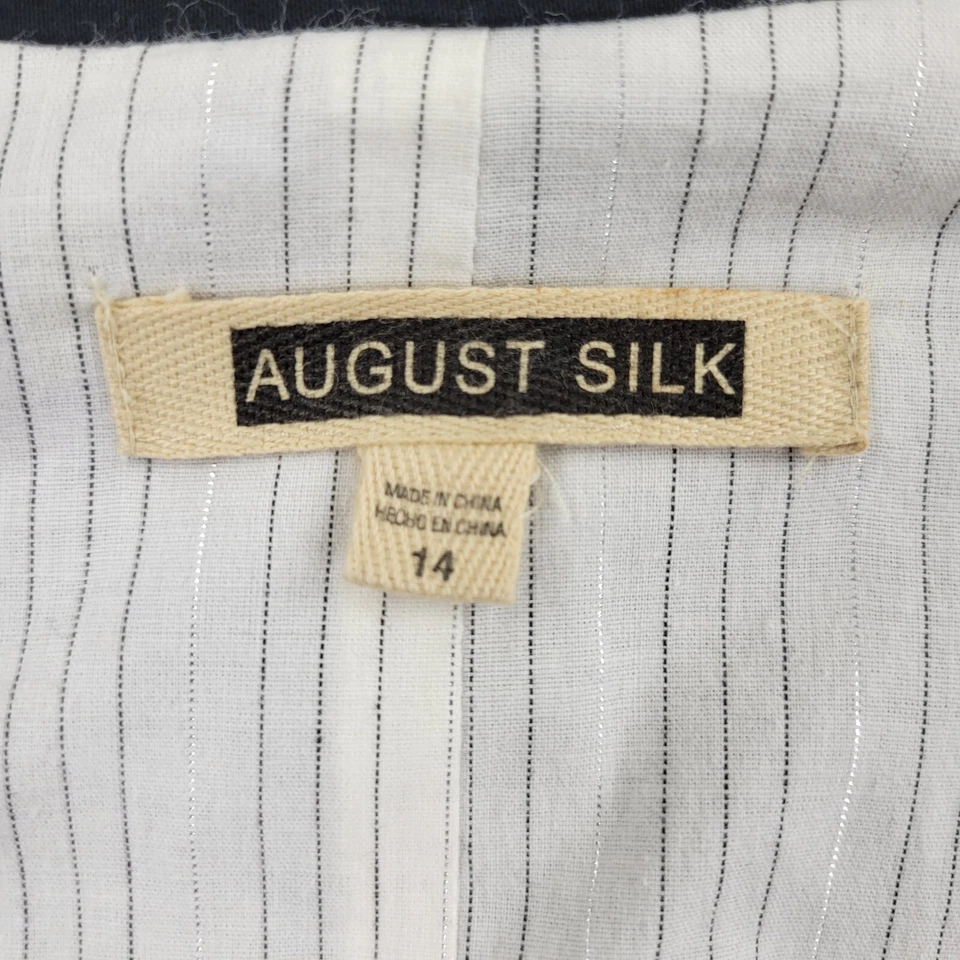 AUGUST SILK
MADE IN CHINA
HECHO EN CHINA
14